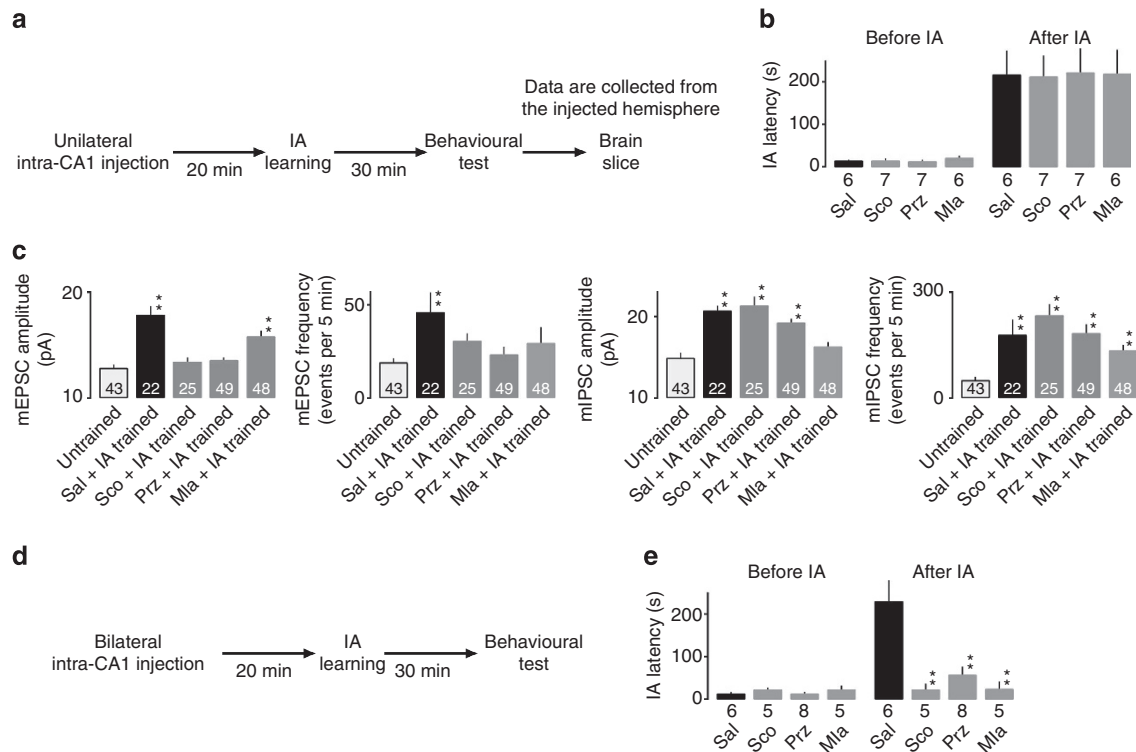 a
Data are collected from
the injected hemisphere
Unilateral
intra-CA1 injection
20 min
IA
learning
30 min
Behavioural
test
Brain
slice
b
Before IA
After IA
IA latency (s)
200
100
0
6
7
7
6
6
7
7
6
Sal
Sco
Prz
Mla
Sal
Sco
Prz
Mla
c
mEPSC amplitude
(pA)
20
10
**
**
43
22
25
49
48
Untrained
Sal + IA trained
Sco + IA trained
Prz + IA trained
Mla + IA trained
mEPSC frequency
(events per 5 min)
50
0
**
43
22
25
49
48
Untrained
Sal + IA trained
Sco + IA trained
Prz + IA trained
Mla + IA trained
mIPSC amplitude
(pA)
20
10
**
**
**
43
22
25
49
48
Untrained
Sal + IA trained
Sco + IA trained
Prz + IA trained
Mla + IA trained
mIPSC frequency
(events per 5 min)
300
0
**
**
**
**
43
22
25
49
48
Untrained
Sal + IA trained
Sco + IA trained
Prz + IA trained
Mla + IA trained
d
Bilateral
intra-CA1 injection
20 min
IA
learning
30 min
Behavioural
test
e
Before IA
After IA
IA latency (s)
200
100
0
**
**
**
6
5
8
5
6
5
8
5
Sal
Sco
Prz
Mla
Sal
Sco
Prz
Mla